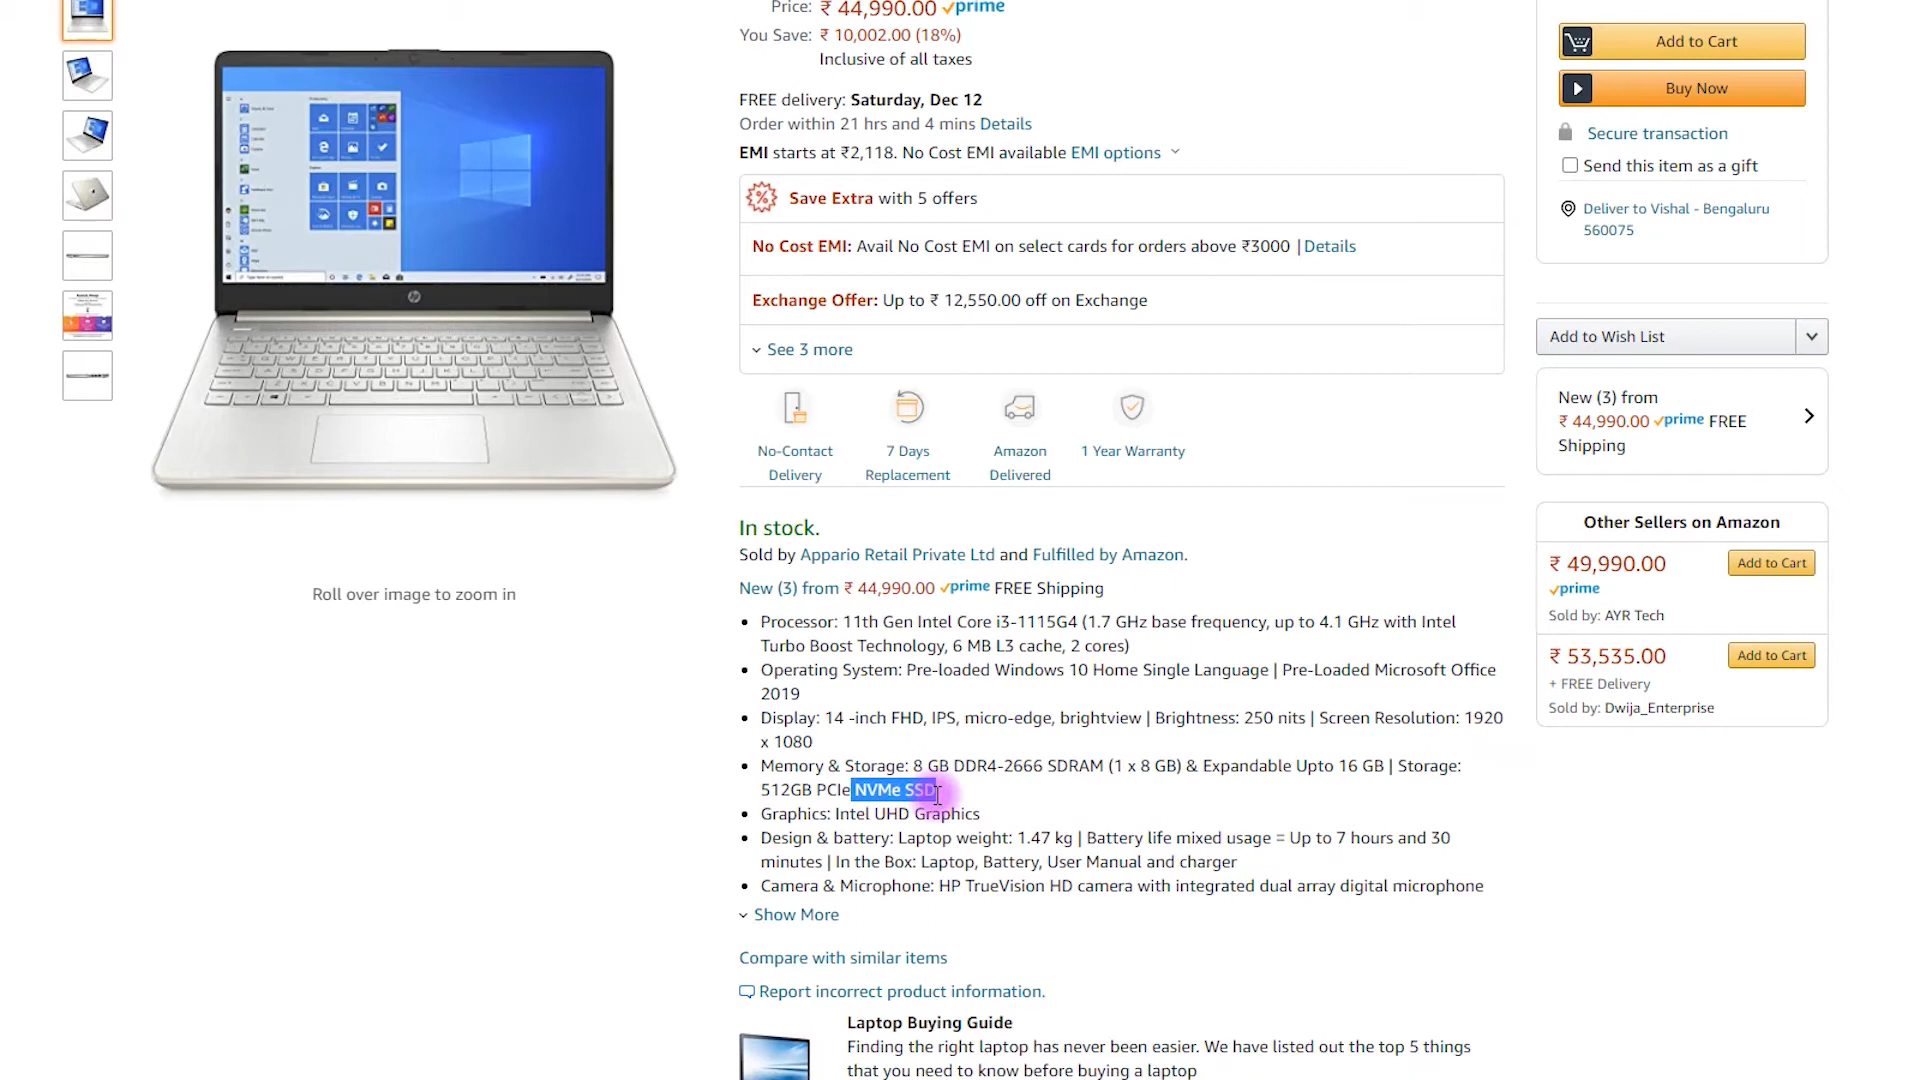 Price: ₹ 44,990.00 prime
You Save: ₹ 10,002.00 (18%)
Inclusive of all taxes
FREE delivery: Saturday, Dec 12
Order within 21 hrs and 4 mins Details
EMI starts at ₹2,118. No Cost EMI available EMI options
Save Extra with 5 offers
No Cost EMI: Avail No Cost EMI on select cards for orders above ₹3000 | Details
Exchange Offer: Up to ₹ 12,550.00 off on Exchange
See 3 more
No-Contact
Delivery
7 Days
Replacement
Amazon
Delivered
1 Year Warranty
In stock.
Sold by Appario Retail Private Ltd and Fulfilled by Amazon.
New (3) from ₹ 44,990.00 prime FREE Shipping
Processor: 11th Gen Intel Core i3-1115G4 (1.7 GHz base frequency, up to 4.1 GHz with Intel
Turbo Boost Technology, 6 MB L3 cache, 2 cores)
Operating System: Pre-loaded Windows 10 Home Single Language | Pre-Loaded Microsoft Office
2019
Display: 14 -inch FHD, IPS, micro-edge, brightview | Brightness: 250 nits | Screen Resolution: 1920
x 1080
Memory & Storage: 8 GB DDR4-2666 SDRAM (1 x 8 GB) & Expandable Upto 16 GB | Storage:
512GB PCIe NVMe SSD
Graphics: Intel UHD Graphics
Design & battery: Laptop weight: 1.47 kg | Battery life mixed usage = Up to 7 hours and 30
minutes | In the Box: Laptop, Battery, User Manual and charger
Camera & Microphone: HP TrueVision HD camera with integrated dual array digital microphone
Show More
Compare with similar items
Report incorrect product information.
Laptop Buying Guide
Finding the right laptop has never been easier. We have listed out the top 5 things
that you need to know before buying a laptop
Roll over image to zoom in
hp
Add to Cart
Buy Now
Secure transaction
Send this item as a gift
Deliver to Vishal - Bengaluru
560075
Add to Wish List
New (3) from
₹ 44,990.00 prime FREE
Shipping
Other Sellers on Amazon
₹ 49,990.00
Add to Cart
prime
Sold by: AYR Tech
₹ 53,535.00
Add to Cart
+ FREE Delivery
Sold by: Dwija_Enterprise